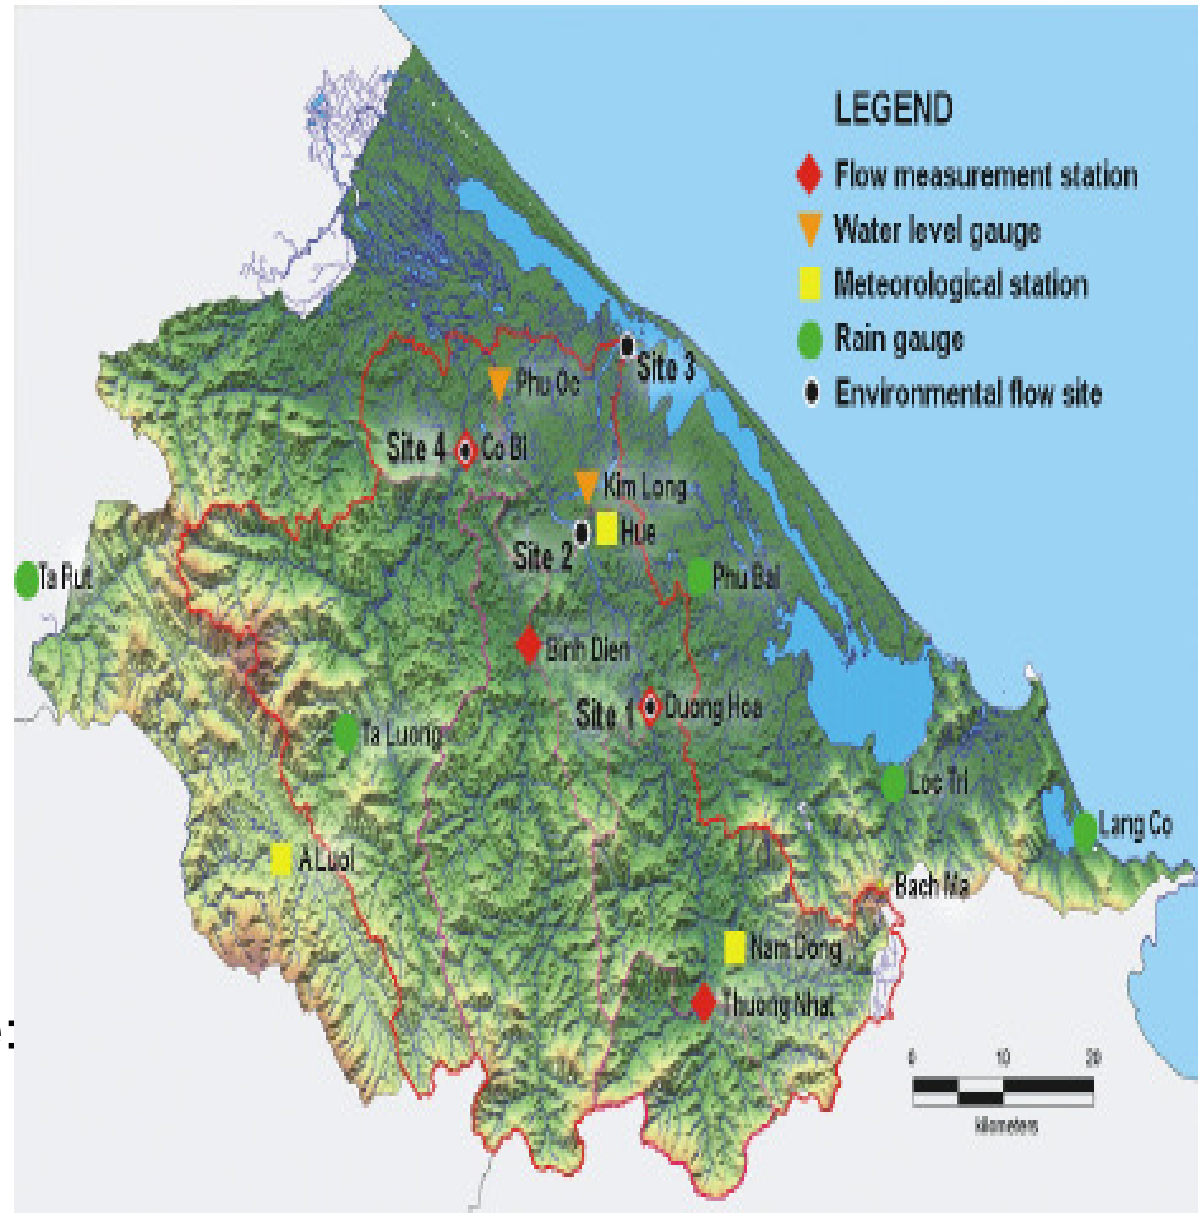 LEGEND
Flow measurement station
Water level gauge
Meteorological station
Rain gauge
Environmental flow site
Site 3
Phu Oc
Site 4
Co Bi
Kim Long
Hue
Site 2
Ta Rut
Phu Bai
Binh Dien
Site 1
Duong Hoa
Ta Luong
Loc Tri
Lang Co
A Luoi
Bach Ma
Nam Dong
Thuong Nhat
:
0 10 20
kilometers